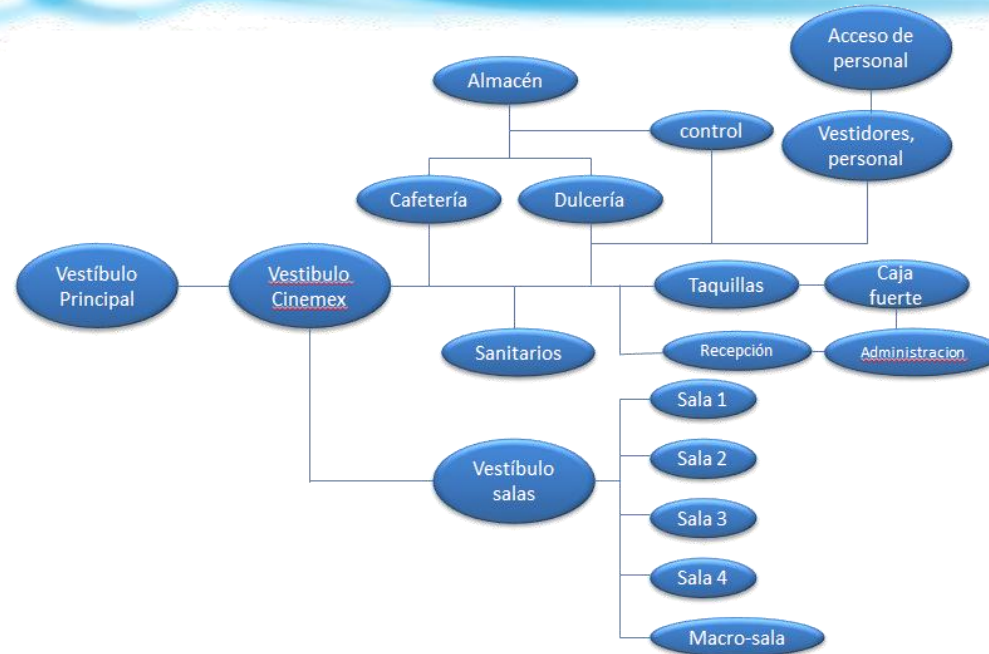 Acceso de
personal
Almacén
control
Vestidores,
personal
Cafetería
Dulcería
Vestíbulo
Principal
Vestibulo
Cinemex
Taquillas
Caja
fuerte
Sanitarios
Recepción
Administracion
Sala 1
Sala 2
Vestíbulo
salas
Sala 3
Sala 4
Macro-sala